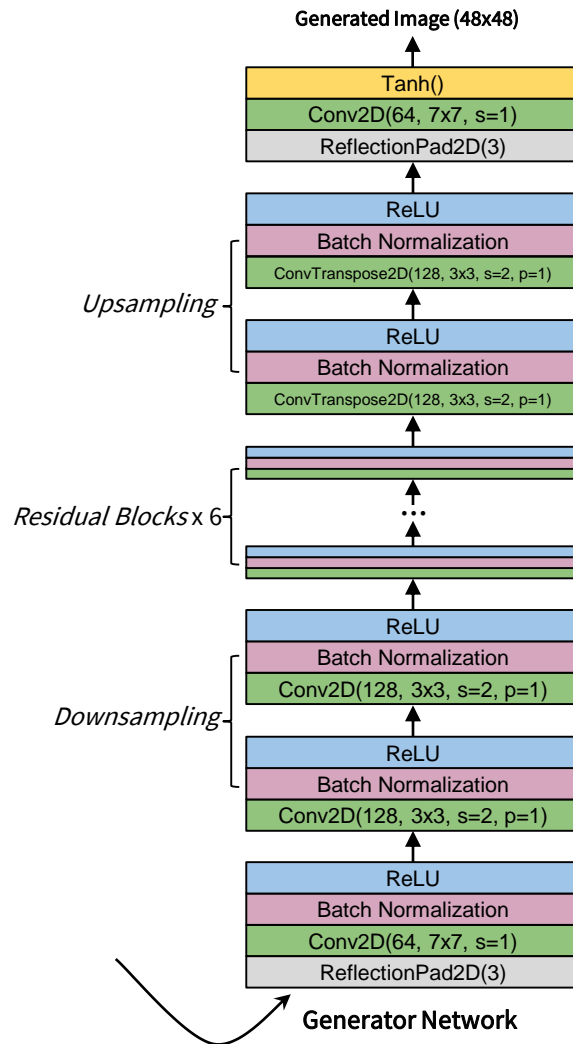 Generated Image (48x48)
Tanh()
Conv2D(64, 7x7, s=1)
ReflectionPad2D(3)
ReLU
Batch Normalization
ConvTranspose2D(128, 3x3, s=2, p=1)
Upsampling
ReLU
Batch Normalization
ConvTranspose2D(128, 3x3, s=2, p=1)
Residual Blocks x 6
...
ReLU
Batch Normalization
Conv2D(128, 3x3, s=2, p=1)
Downsampling
ReLU
Batch Normalization
Conv2D(128, 3x3, s=2, p=1)
ReLU
Batch Normalization
Conv2D(64, 7x7, s=1)
ReflectionPad2D(3)
Generator Network